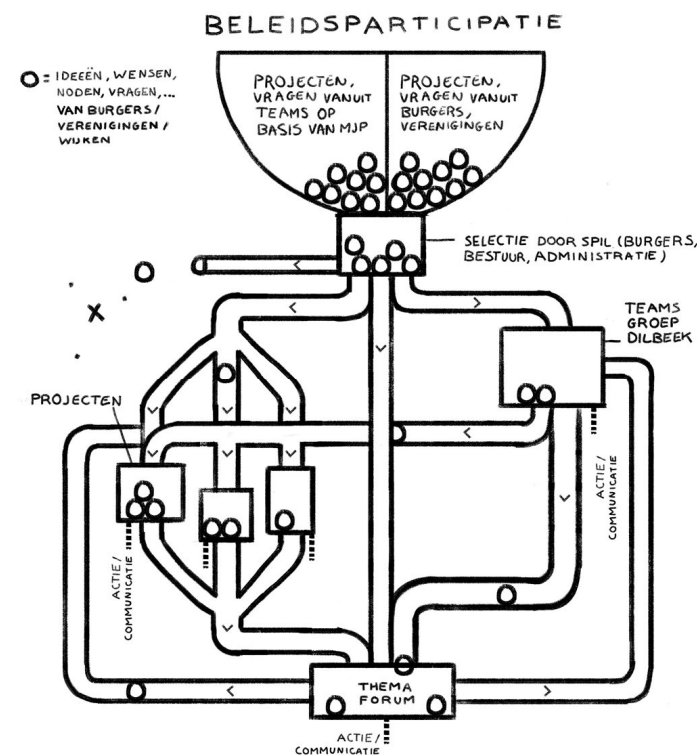 BELEIDSPARTICIPATIE
= IDEEËN, WENSEN,
NODEN, VRAGEN,...
VAN BURGERS/
VERENIGINGEN/
WIJKEN
PROJECTEN,
VRAGEN VANUIT
TEAMS OP
BASIS VAN MJP
PROJECTEN,
VRAGEN VANUIT
BURGERS,
VERENIGINGEN
SELECTIE DOOR SPIL (BURGERS,
BESTUUR, ADMINISTRATIE)
X
TEAMS
GROEP
DILBEEK
PROJECTEN
ACTIE/
COMMUNICATIE
ACTIE/
COMMUNICATIE
THEMA
FORUM
ACTIE/
COMMUNICATIE